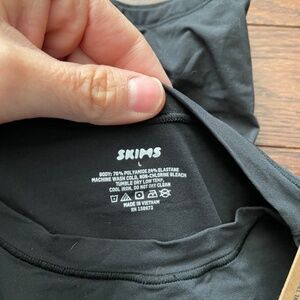 SKIMS
L
BODY: 76% POLYAMIDE 24% ELASTANE
MACHINE WASH COLD, NON-CHLORINE BLEACH
TUMBLE DRY LOW TEMP,
COOL IRON, DO NOT DRY CLEAN
MADE IN VIETNAM